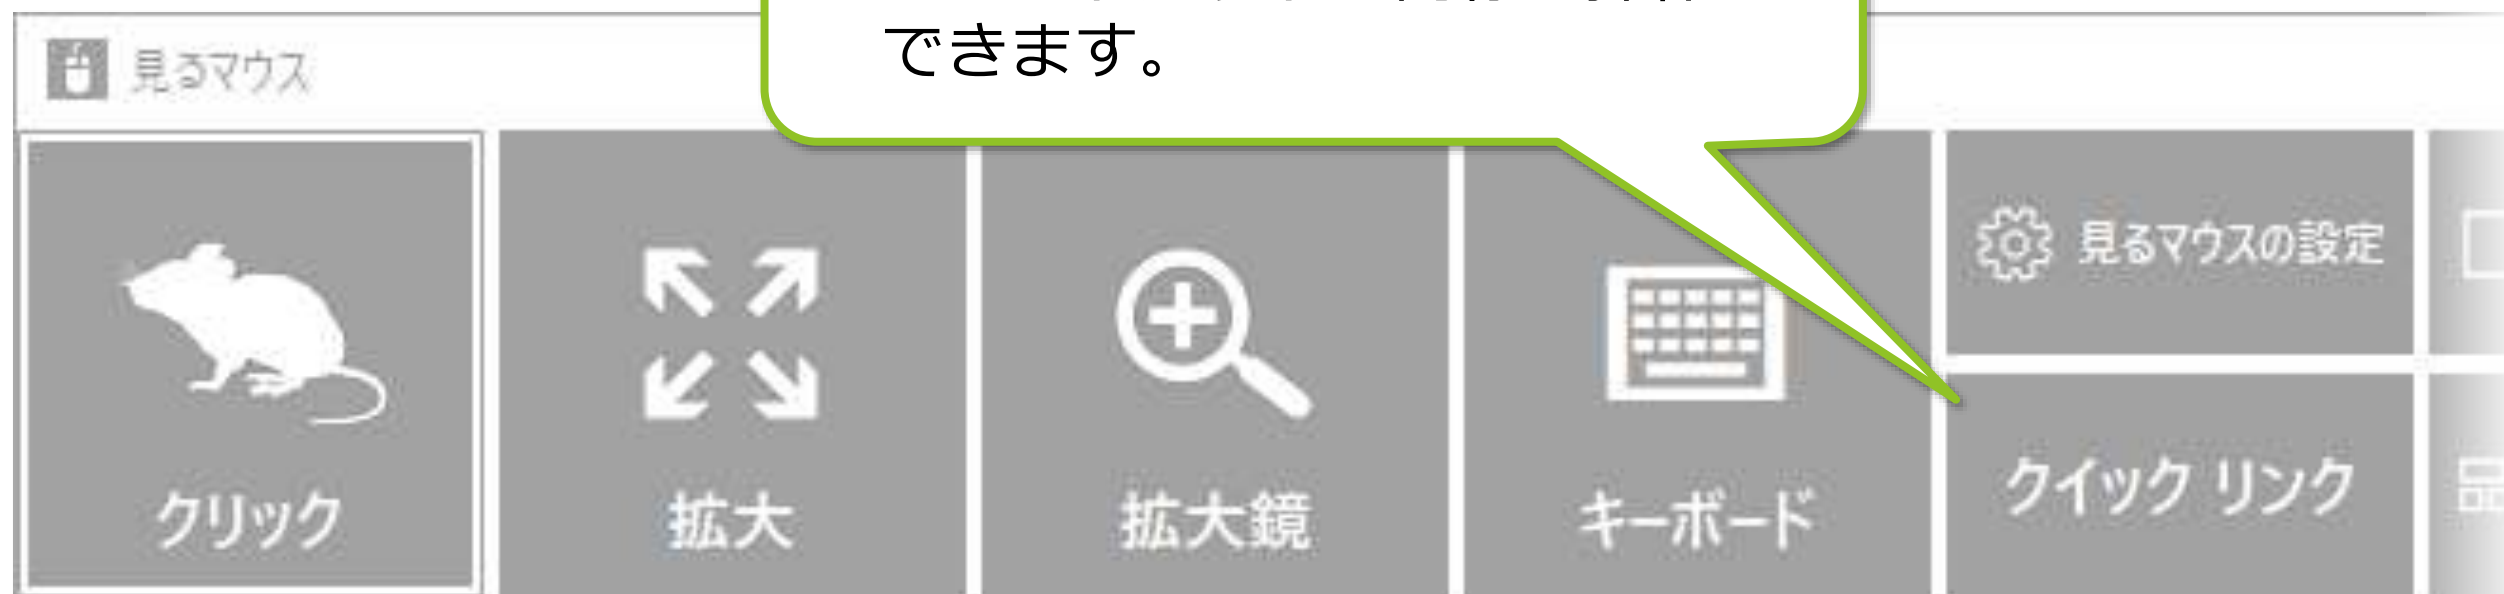 できます。
見るマウス
見るマウスの設定
クリック
拡大
拡大鏡
キーボード
クイック リンク